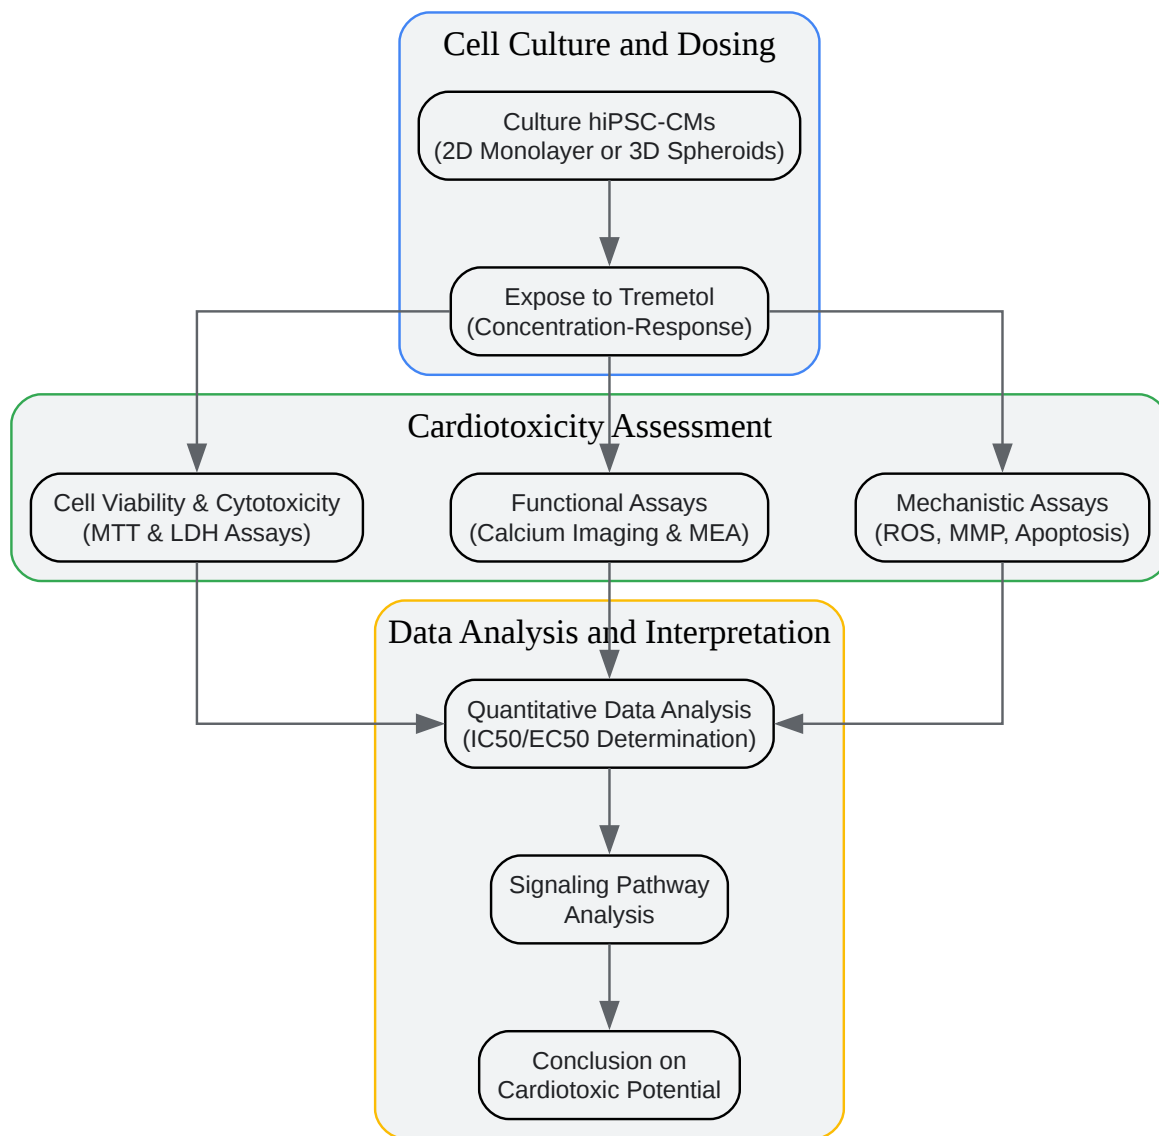 Cell Culture and Dosing
Culture hiPSC-CMs
(2D Monolayer or 3D Spheroids)
Expose to Tremetol
(Concentration-Response)
Cardiotoxicity Assessment
Cell Viability & Cytotoxicity
(MTT & LDH Assays)
Functional Assays
(Calcium Imaging & MEA)
Mechanistic Assays
(ROS, MMP, Apoptosis)
Data Analysis and Interpretation
Quantitative Data Analysis
(IC50/EC50 Determination)
Signaling Pathway
Analysis
Conclusion on
Cardiotoxic Potential